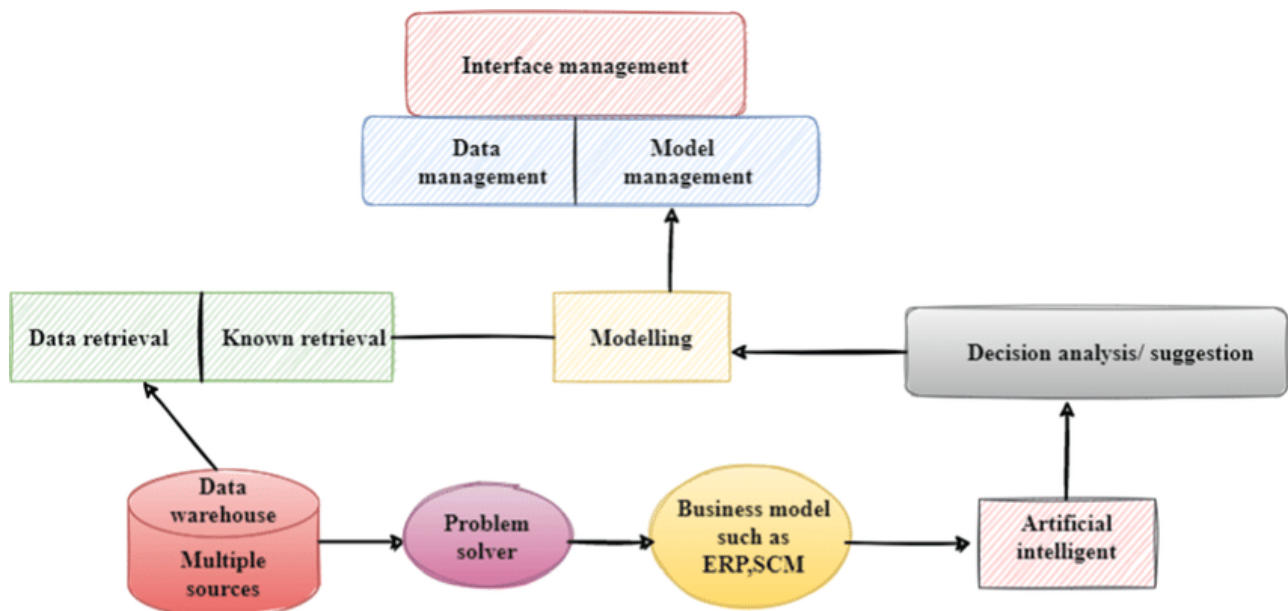 Interface management
Data
management
Model
management
Data retrieval
Known retrieval
Modelling
Decision analysis/ suggestion
Data
warehouse
Multiple
sources
Problem
solver
Business model
such as
ERP,SCM
Artificial
intelligent